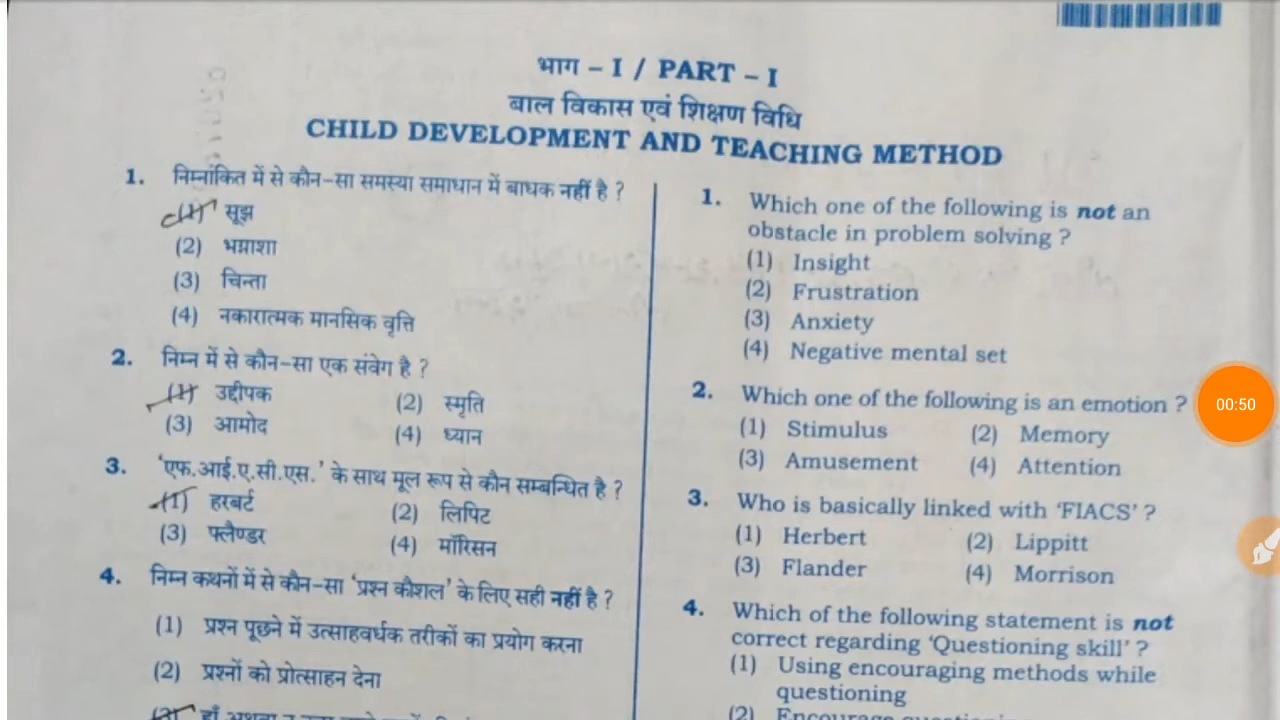 भाग – I / PART – I
बाल विकास एवं शिक्षण विधि
CHILD DEVELOPMENT AND TEACHING METHOD
1. निम्नांकित में से कौन-सा समस्या समाधान में बाधक नहीं है ?
(1) सूझ
(2) भग्नाशा
(3) चिन्ता
(4) नकारात्मक मानसिक वृत्ति
2. निम्न में से कौन-सा एक संवेग है ?
(1) उद्दीपक (2) स्मृति
(3) आमोद (4) ध्यान
3. ‘एफ.आई.ए.सी.एस.’ के साथ मूल रूप से कौन सम्बन्धित है ?
(1) हरबर्ट (2) लिपिट
(3) फ्लैण्डर (4) मॉरिसन
4. निम्न कथनों में से कौन-सा ‘प्रश्न कौशल’ के लिए सही नहीं है ?
(1) प्रश्न पूछने में उत्साहवर्धक तरीकों का प्रयोग करना
(2) प्रश्नों को प्रोत्साहन देना
(3) हाँ अथवा न
1. Which one of the following is not an
obstacle in problem solving ?
(1) Insight
(2) Frustration
(3) Anxiety
(4) Negative mental set
2. Which one of the following is an emotion ?
(1) Stimulus (2) Memory
(3) Amusement (4) Attention
3. Who is basically linked with ‘FIACS’ ?
(1) Herbert (2) Lippitt
(3) Flander (4) Morrison
4. Which of the following statement is not
correct regarding ‘Questioning skill’ ?
(1) Using encouraging methods while
questioning
(2)
00:50